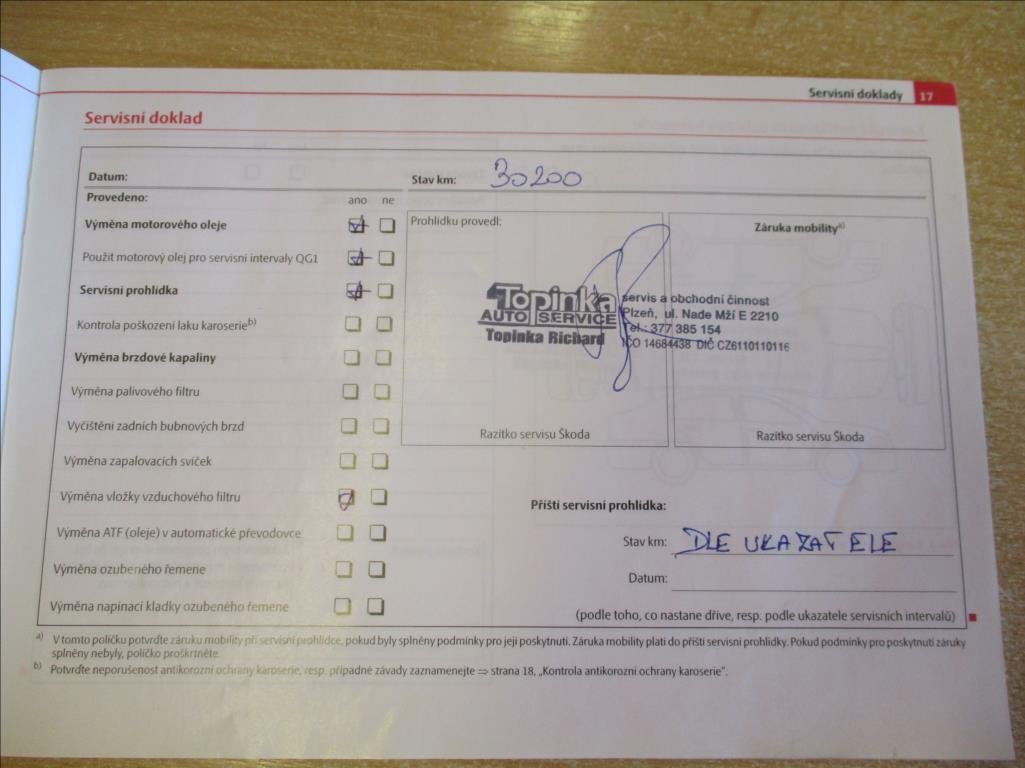 Servisní doklady 17
Servisní doklad
Datum: Stav km: 30200
Provedeno: ano ne
Výměna motorového oleje
Použit motorový olej pro servisní intervaly QG1
Servisní prohlídka
Kontrola poškození laku karoserieb)
Výměna brzdové kapaliny
Výměna palivového filtru
Vyčištění zadních bubnových brzd
Výměna zapalovacích svíček
Výměna vložky vzduchového filtru
Výměna ATF (oleje) v automatické převodovce
Výměna ozubeného řemene
Výměna napínací kladky ozubeného řemene
Prohlídku provedl:
Topinka
AUTO SERVICE
Topinka Richard
servis a obchodní činnost
Plzeň, ul. Nade Mží E 2210
Tel.: 377 385 154
IČO 14684438 DIČ CZ6110110116
Razítko servisu Škoda
Záruka mobilitya)
Razítko servisu Škoda
Příští servisní prohlídka:
Stav km: DLE UKAZATELE
Datum:
(podle toho, co nastane dříve, resp. podle ukazatele servisních intervalů)
a) V tomto políčku potvrďte záruku mobility při servisní prohlídce, pokud byly splněny podmínky pro její poskytnutí. Záruka mobility platí do příští servisní prohlídky. Pokud podmínky pro poskytnutí záruky
splněny nebyly, políčko proškrtněte.
b) Potvrďte neporušenost antikorozní ochrany karoserie, resp. případné závady zaznamenejte ⇒ strana 18, „Kontrola antikorozní ochrany karoserie“.